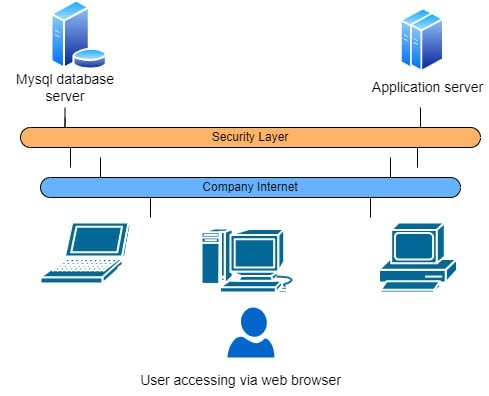 Mysql database
server
Application server
Security Layer
Company Internet
User accessing via web browser